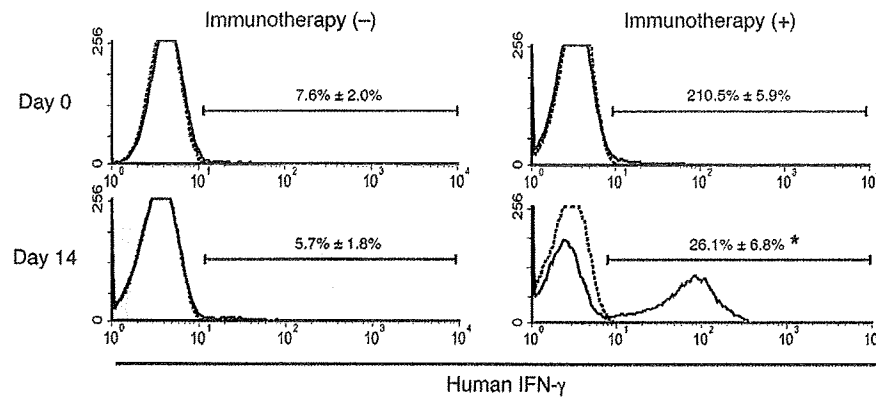 Immunotherapy (–) Immunotherapy (+)
Day 0
256
0
7.6% ± 2.0%
10⁰ 10¹ 10² 10³ 10⁴
256
0
210.5% ± 5.9%
10⁰ 10¹ 10² 10³ 10⁴
Day 14
256
0
5.7% ± 1.8%
10⁰ 10¹ 10² 10³ 10⁴
256
0
26.1% ± 6.8% *
10⁰ 10¹ 10² 10³ 10⁴
Human IFN-γ